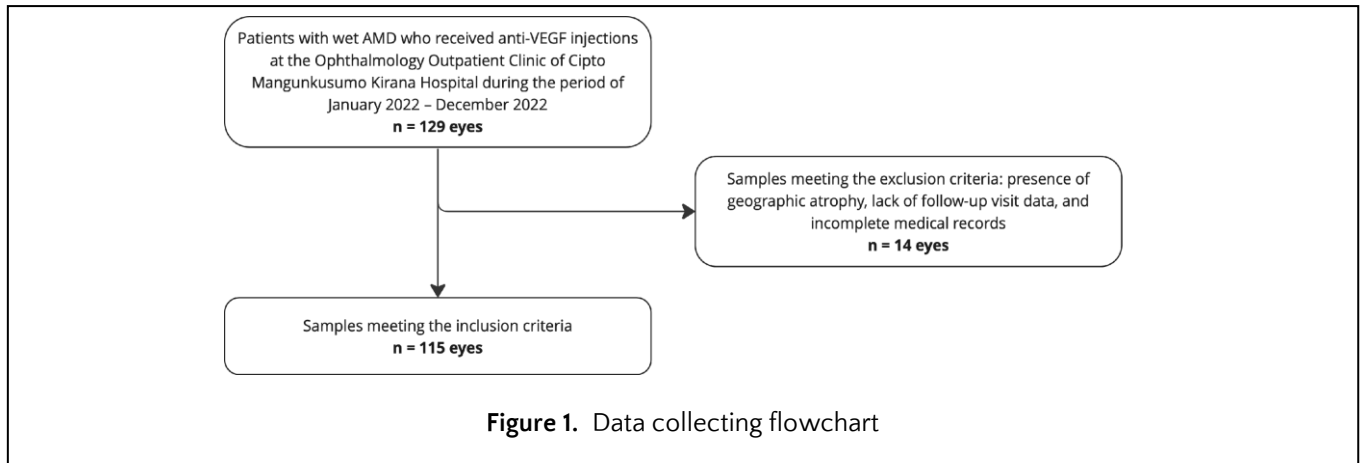 Patients with wet AMD who received anti-VEGF injections
at the Ophthalmology Outpatient Clinic of Cipto
Mangunkusumo Kirana Hospital during the period of
January 2022 – December 2022
n = 129 eyes
Samples meeting the exclusion criteria: presence of
geographic atrophy, lack of follow-up visit data, and
incomplete medical records
n = 14 eyes
Samples meeting the inclusion criteria
n = 115 eyes
Figure 1. Data collecting flowchart